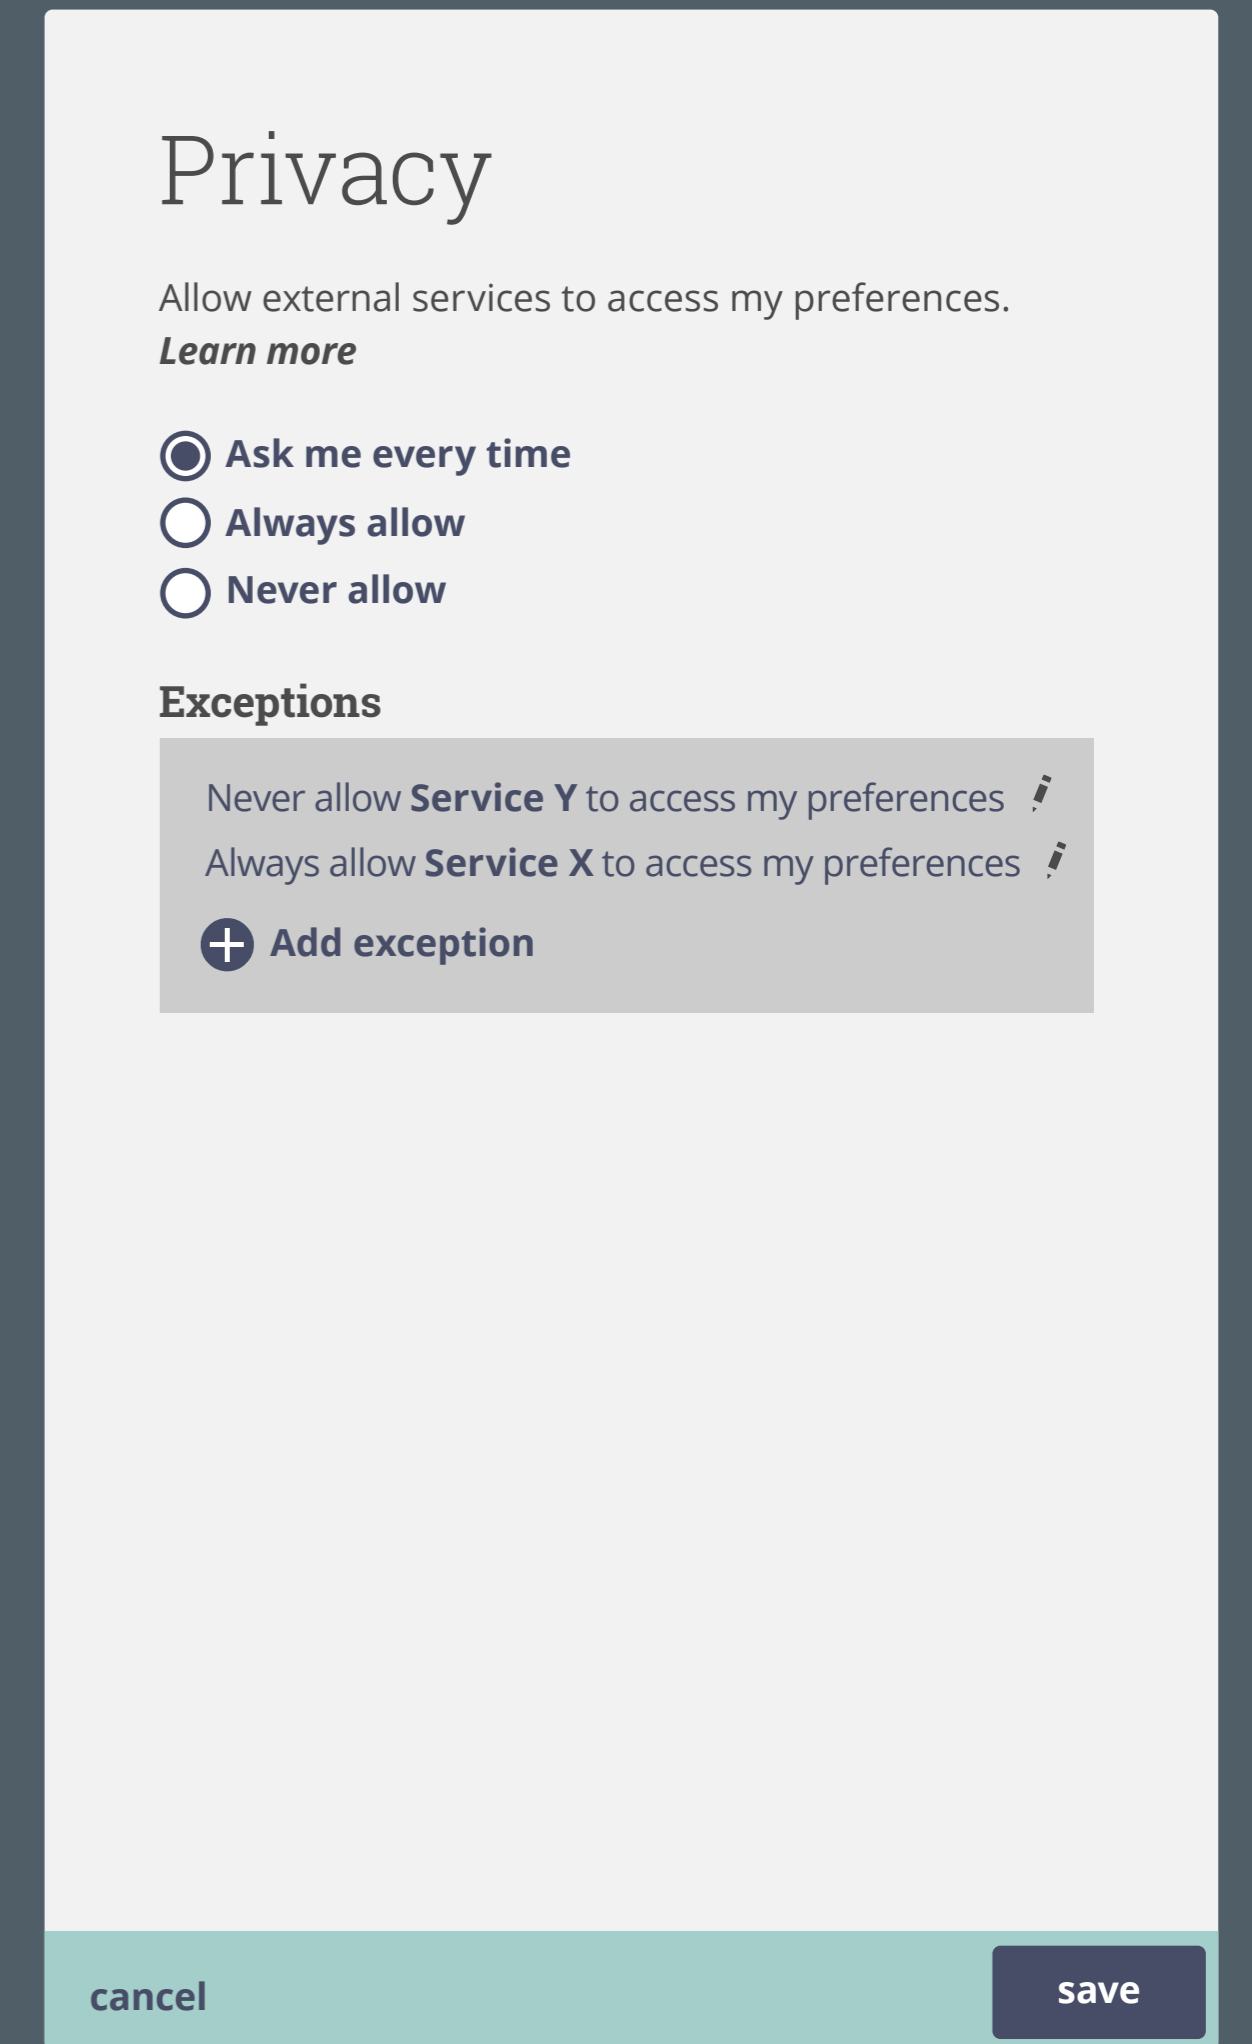 Privacy
Allow external services to access my preferences.
Learn more
Ask me every time
Always allow
Never allow
Exceptions
Never allow Service Y to access my preferences
Always allow Service X to access my preferences
Add exception
cancel
save